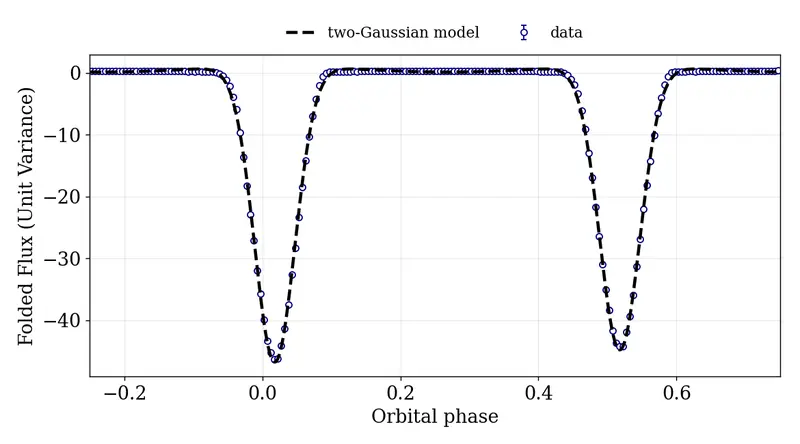 two-Gaussian model data
0
−10
−20
−30
−40
Folded Flux (Unit Variance)
−0.2 0.0 0.2 0.4 0.6
Orbital phase